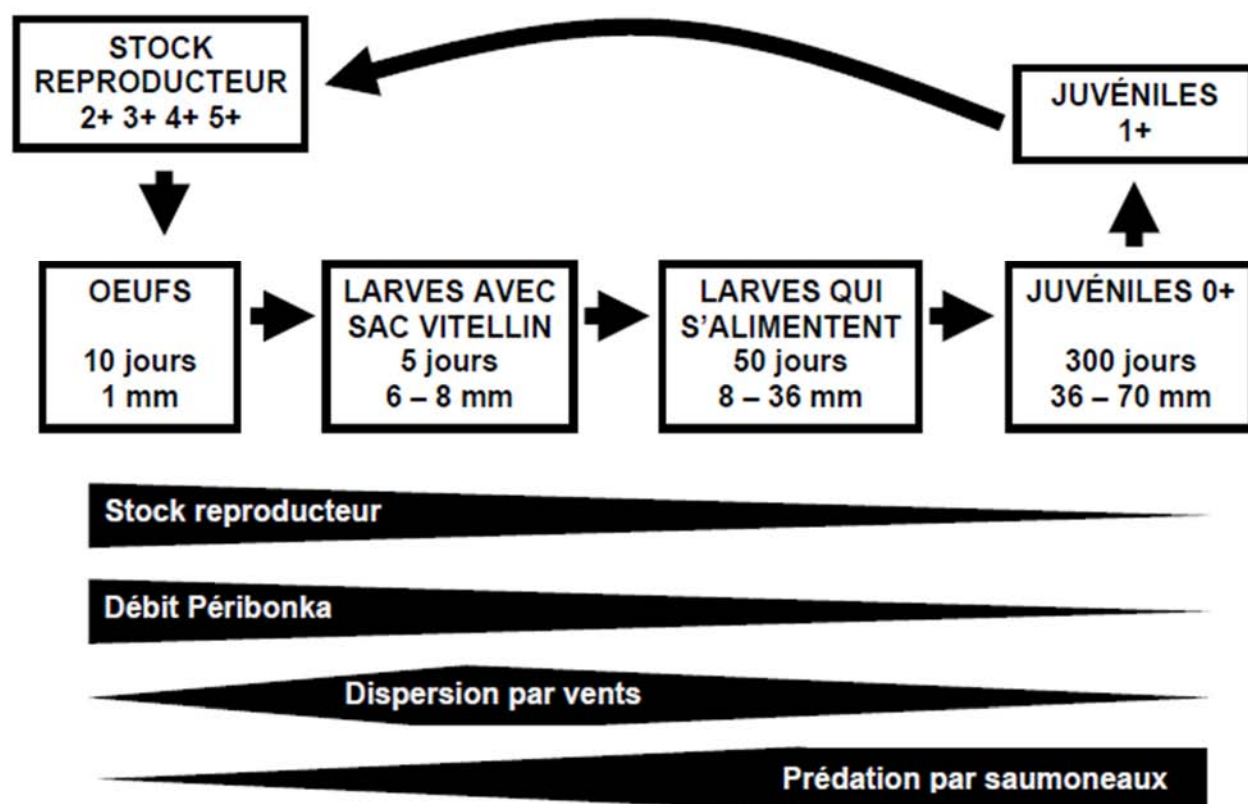 STOCK
REPRODUCTEUR
2+ 3+ 4+ 5+
JUVÉNILES
1+
OEUFS
10 jours
1 mm
LARVES AVEC
SAC VITELLIN
5 jours
6 – 8 mm
LARVES QUI
S’ALIMENTENT
50 jours
8 – 36 mm
JUVÉNILES 0+
300 jours
36 – 70 mm
Stock reproducteur
Débit Péribonka
Dispersion par vents
Prédation par saumoneaux